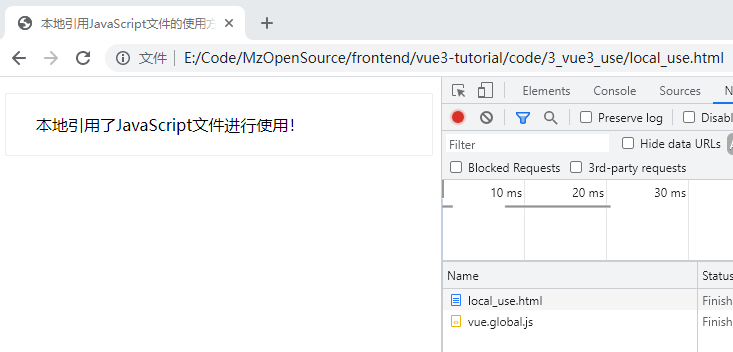 本地引用JavaScript文件的使用方
文件 E:/Code/MzOpenSource/frontend/vue3-tutorial/code/3_vue3_use/local_use.html
本地引用了JavaScript文件进行使用！
Elements Console Sources
Preserve log
Filter Hide data URLs
Blocked Requests 3rd-party requests
10 ms 20 ms 30 ms
Name Status
local_use.html Finish
vue.global.js Finish